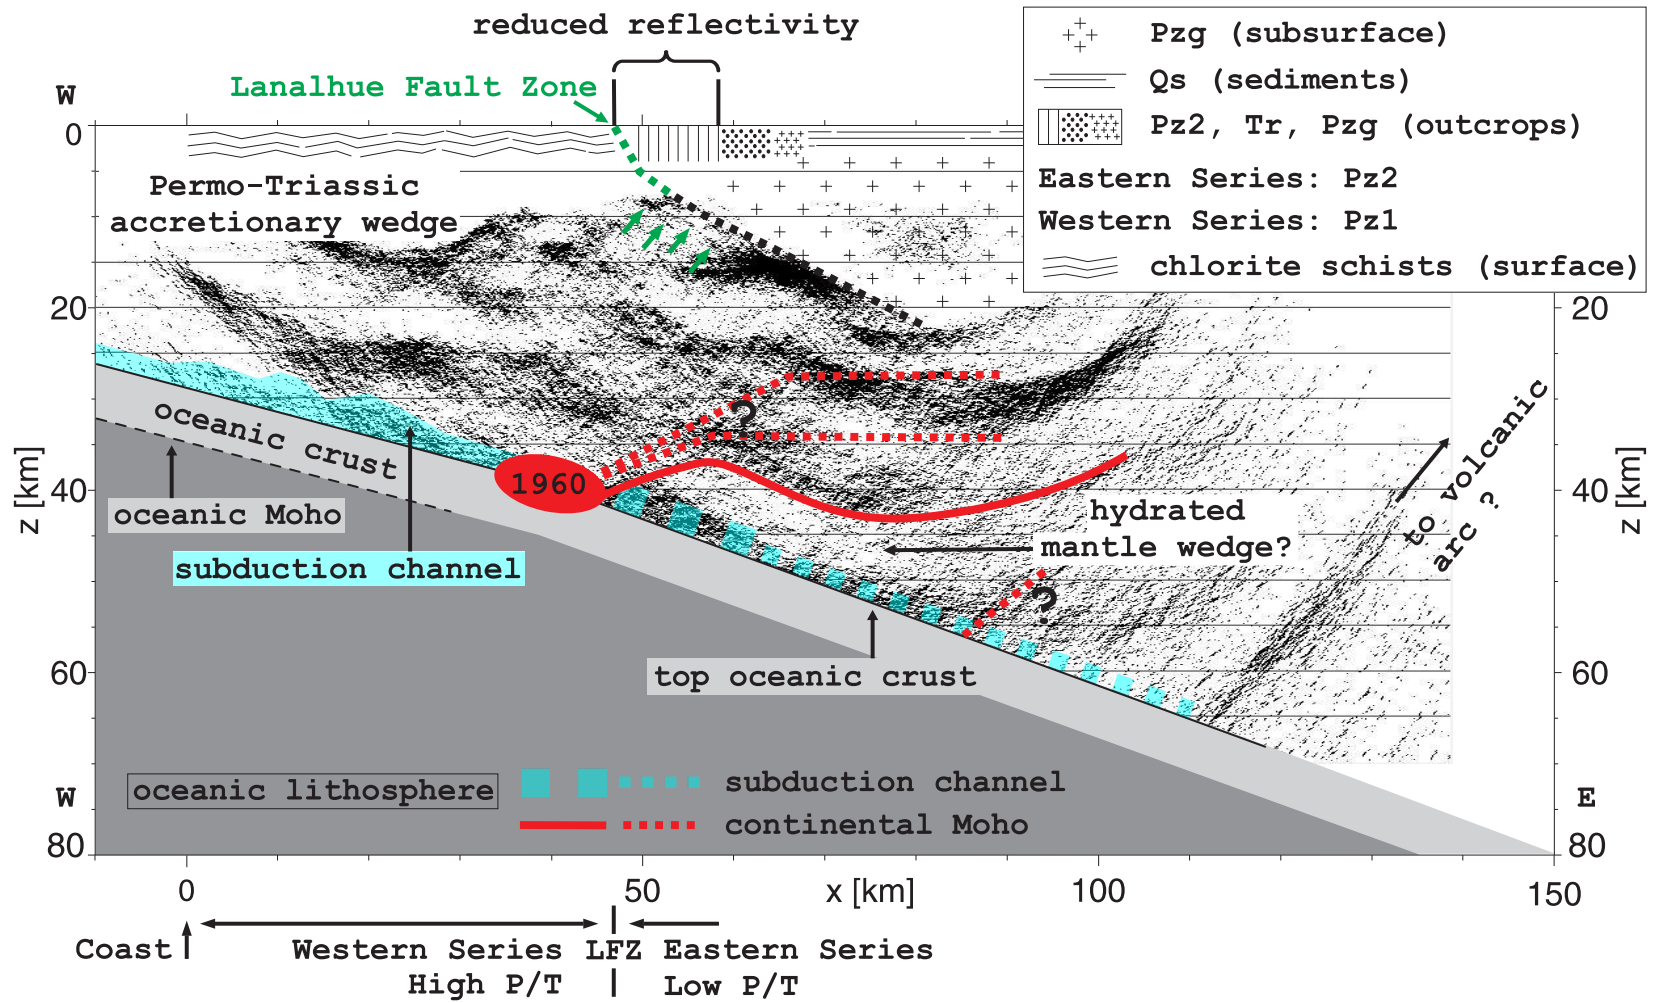 reduced reflectivity
Lanalhue Fault Zone
W
Pzg (subsurface)
Qs (sediments)
Pz2, Tr, Pzg (outcrops)
Eastern Series: Pz2
Western Series: Pz1
chlorite schists (surface)
0
Permo-Triassic
accretionary wedge
20
20
?
oceanic crust
z [km]
40
1960
40
z [km]
oceanic Moho
subduction channel
hydrated
mantle wedge?
to volcanic
arc ?
?
60
top oceanic crust
60
oceanic lithosphere
subduction channel
continental Moho
W
E
80
80
0
50
x [km]
100
150
Coast
Western Series LFZ Eastern Series
High P/T
Low P/T